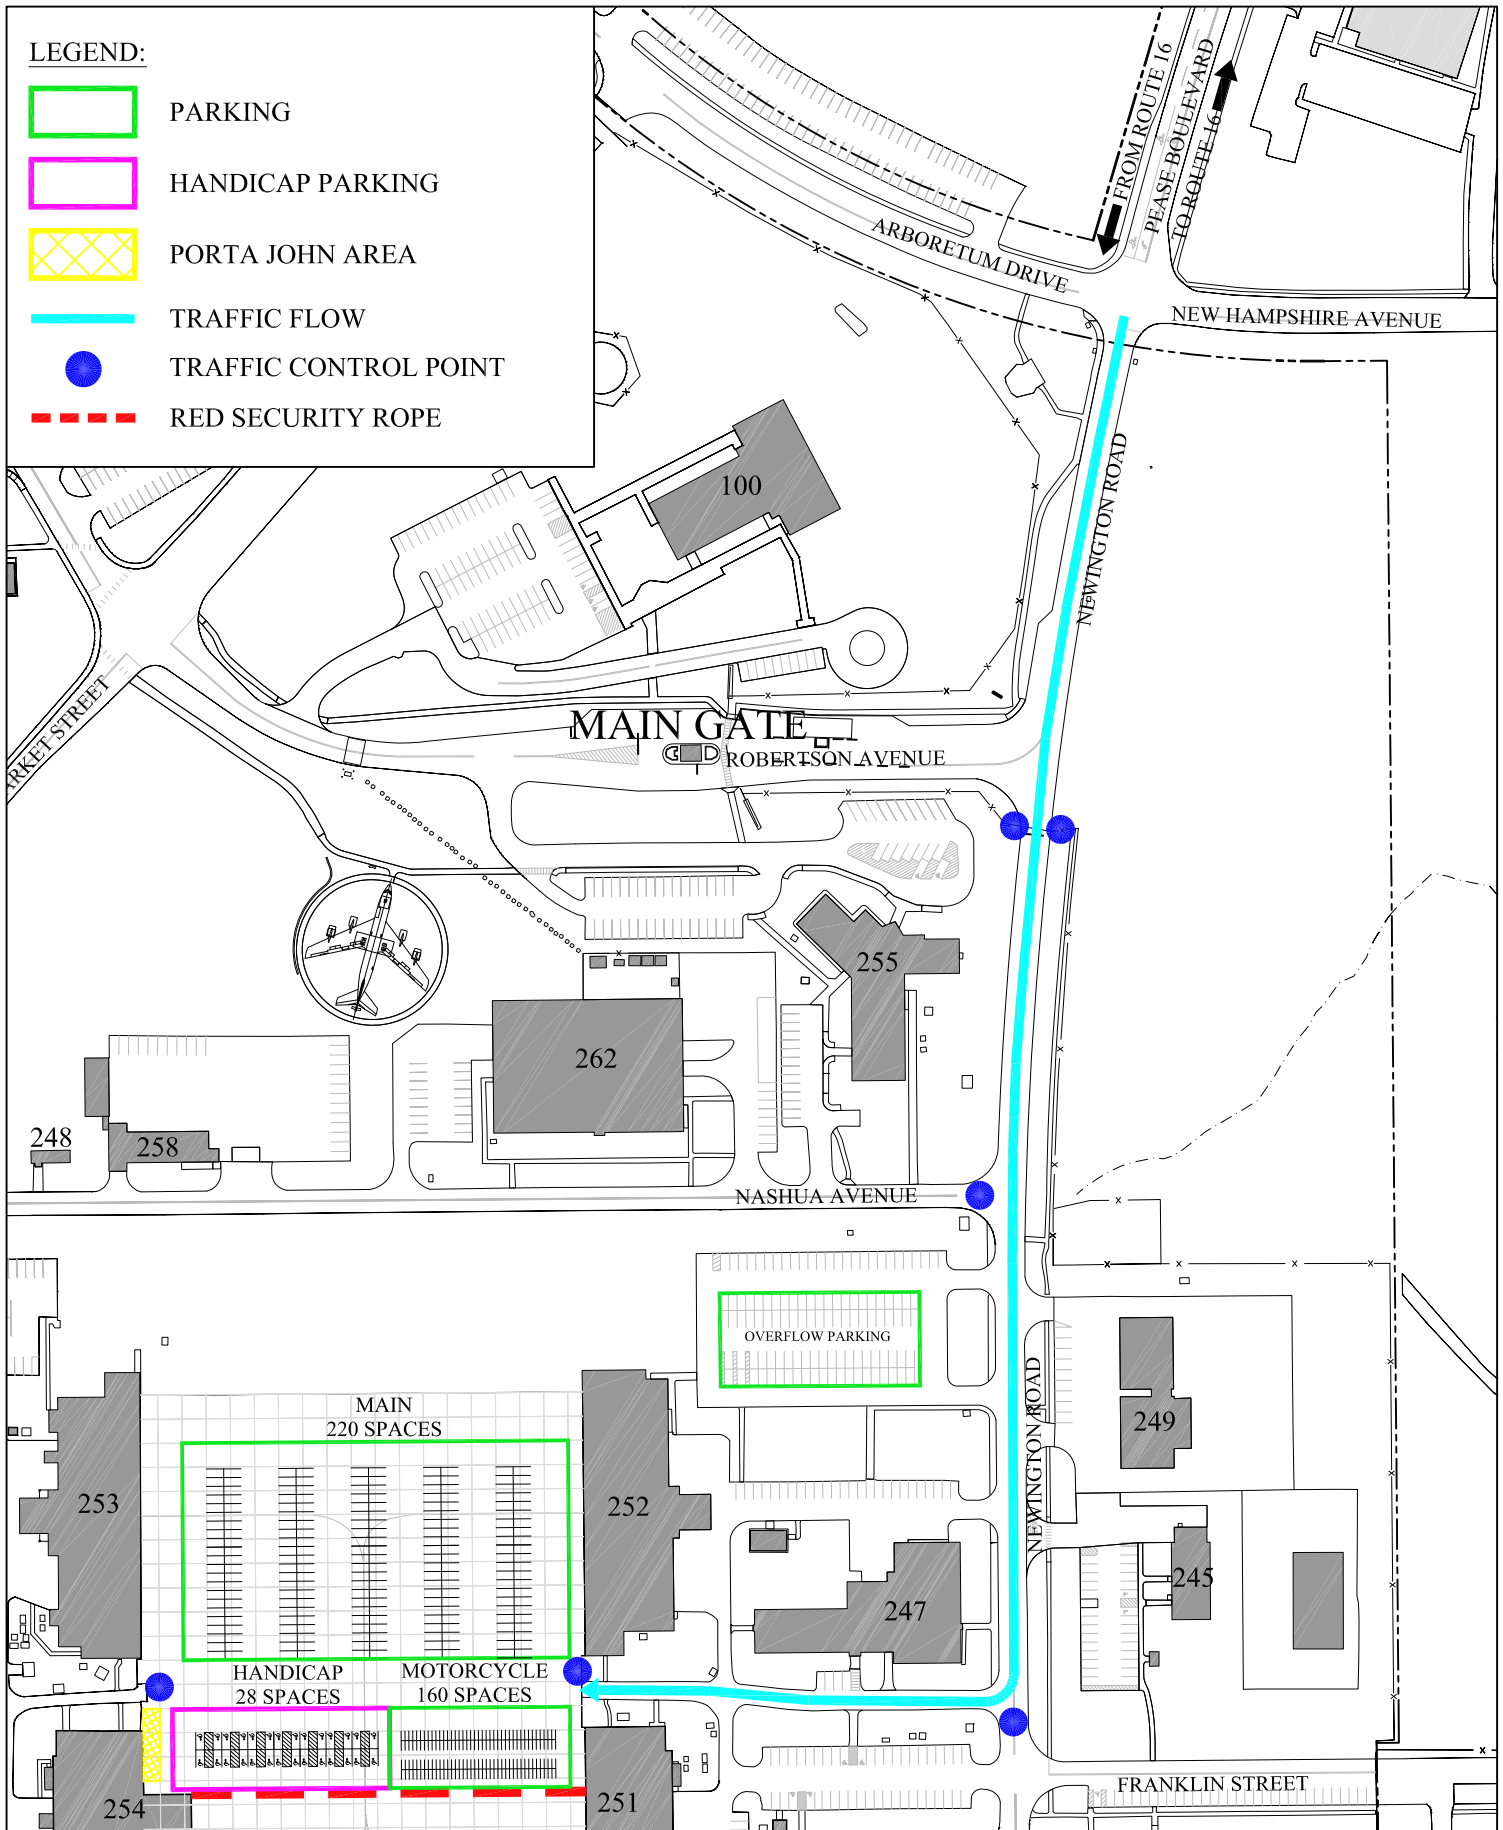 LEGEND:
PARKING
HANDICAP PARKING
PORTA JOHN AREA
TRAFFIC FLOW
TRAFFIC CONTROL POINT
RED SECURITY ROPE
FROM ROUTE 16
PEASE BOULEVARD
TO ROUTE 16
ARBORETUM DRIVE
NEW HAMPSHIRE AVENUE
NEWINGTON ROAD
100
MARKET STREET
MAIN GATE
ROBERTSON AVENUE
255
262
248
258
NASHUA AVENUE
OVERFLOW PARKING
MAIN
220 SPACES
NEWINGTON ROAD
249
253
252
245
247
HANDICAP
28 SPACES
MOTORCYCLE
160 SPACES
FRANKLIN STREET
254
251